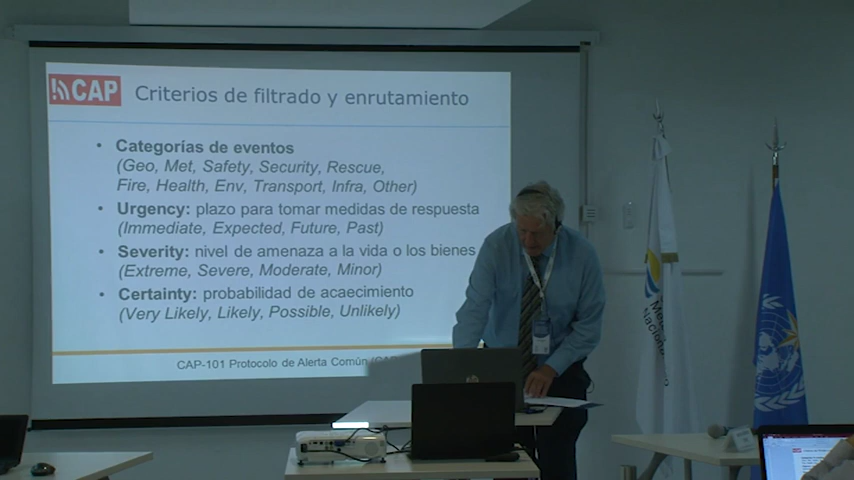 CAP
Criterios de filtrado y enrutamiento
• Categorías de eventos
(Geo, Met, Safety, Security, Rescue,
Fire, Health, Env, Transport, Infra, Other)
• Urgency: plazo para tomar medidas de respuesta
(Immediate, Expected, Future, Past)
• Severity: nivel de amenaza a la vida o los bienes
(Extreme, Severe, Moderate, Minor)
• Certainty: probabilidad de acaecimiento
(Very Likely, Likely, Possible, Unlikely)
CAP-101 Protocolo de Alerta Común
hp